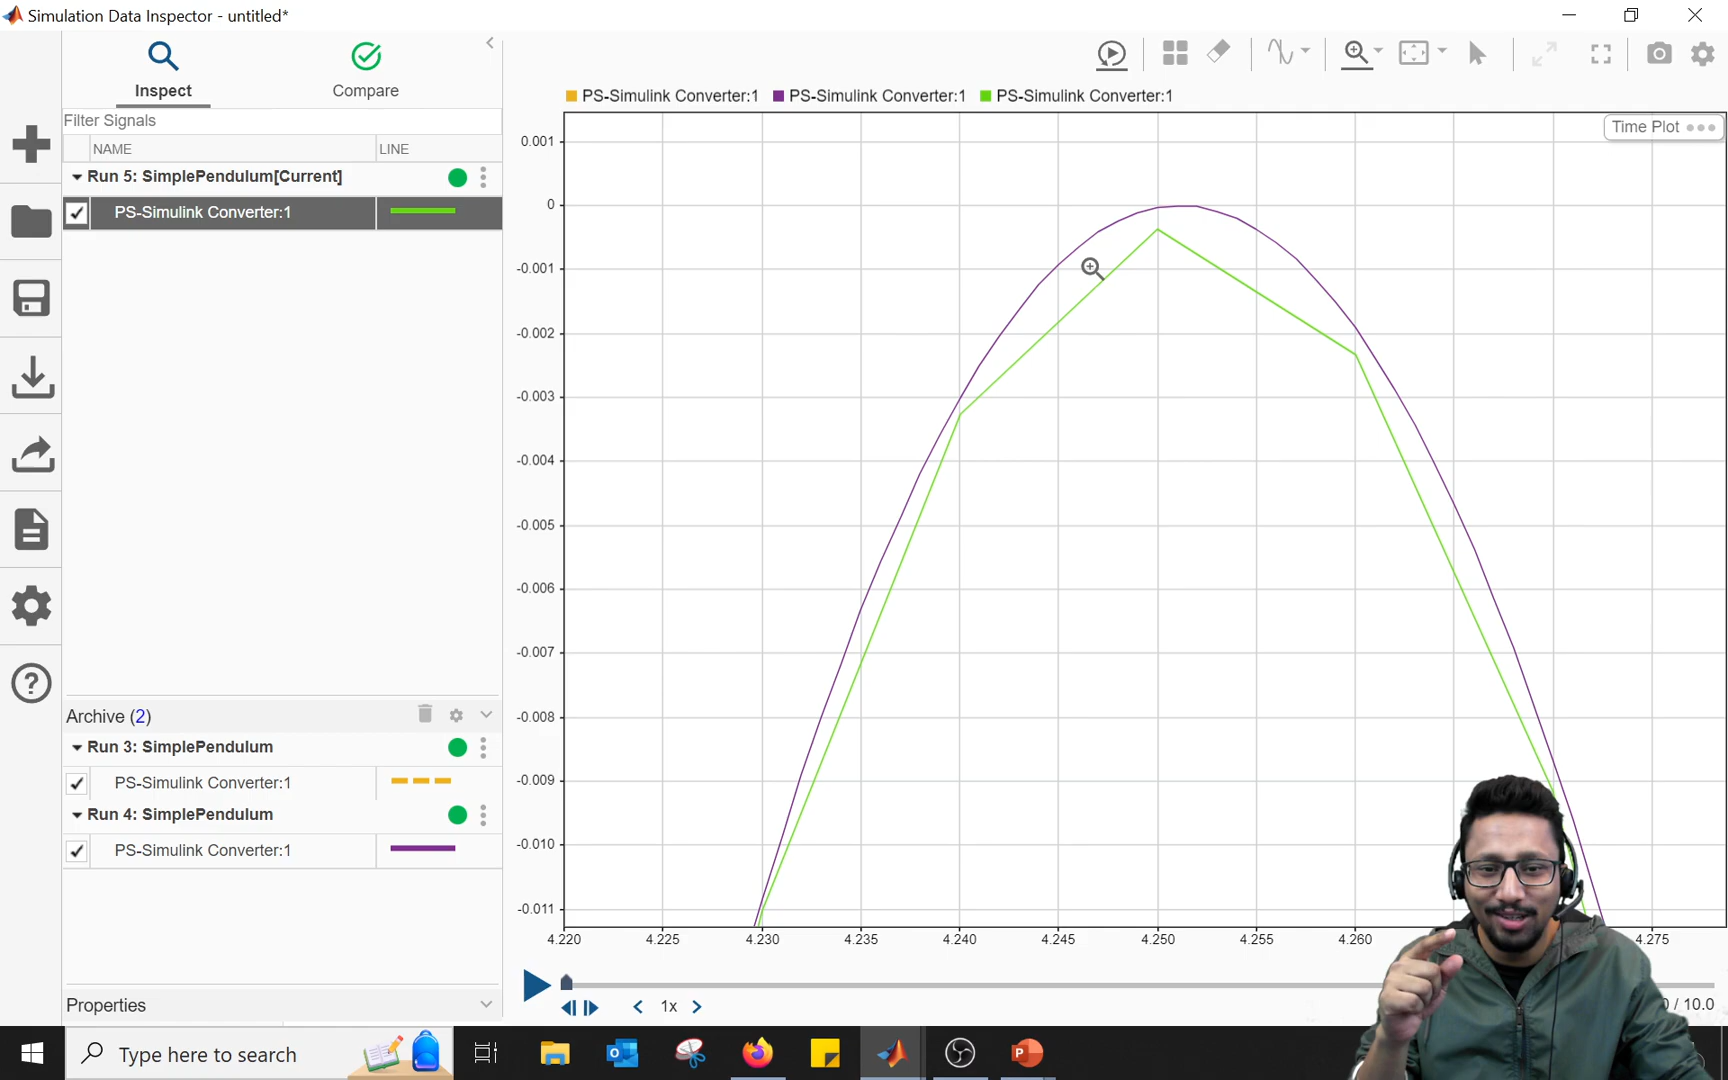 Simulation Data Inspector - untitled*
Inspect
Compare
Filter Signals
NAME
LINE
Run 5: SimplePendulum[Current]
PS-Simulink Converter:1
Archive (2)
Run 3: SimplePendulum
PS-Simulink Converter:1
Run 4: SimplePendulum
PS-Simulink Converter:1
Properties
PS-Simulink Converter:1 PS-Simulink Converter:1 PS-Simulink Converter:1
Time Plot
0.001
0
-0.001
-0.002
-0.003
-0.004
-0.005
-0.006
-0.007
-0.008
-0.009
-0.010
-0.011
4.220 4.225 4.230 4.235 4.240 4.245 4.250 4.255 4.260 4.275
1x
/ 10.0
Type here to search